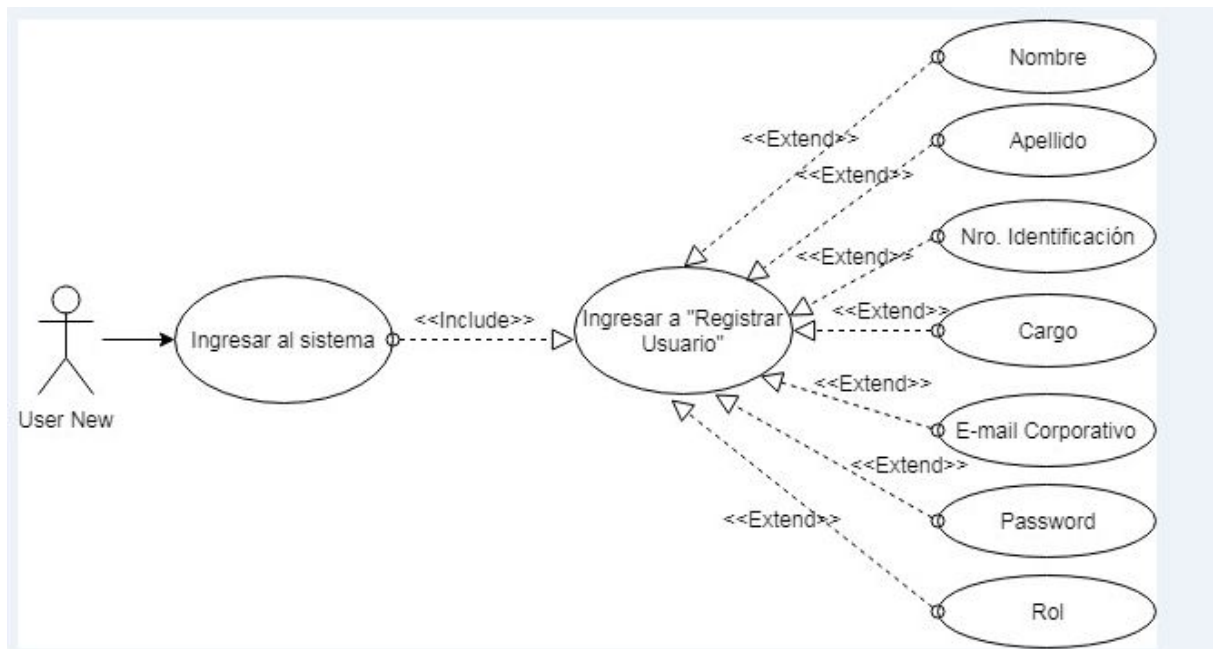 Nombre
<<Extend>>
Apellido
<<Extend>>
Nro. Identificación
<<Extend>>
<<Extend>>
Cargo
<<Include>>
Ingresar al sistema
Ingresar a "Registrar
Usuario"
User New
<<Extend>>
E-mail Corporativo
<<Extend>>
Password
<<Extend>>
Rol